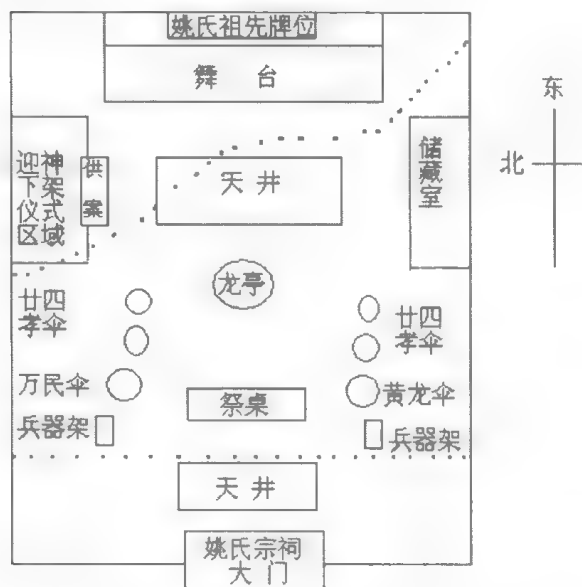 姚氏祖先牌位
舞 台
东
北
迎神
下架
仪式
区域
供
案
天井
储
藏
室
龙亭
廿四
孝伞
廿四
孝伞
万民伞
祭桌
黄龙伞
兵器架
兵器架
天井
姚氏宗祠
大 门